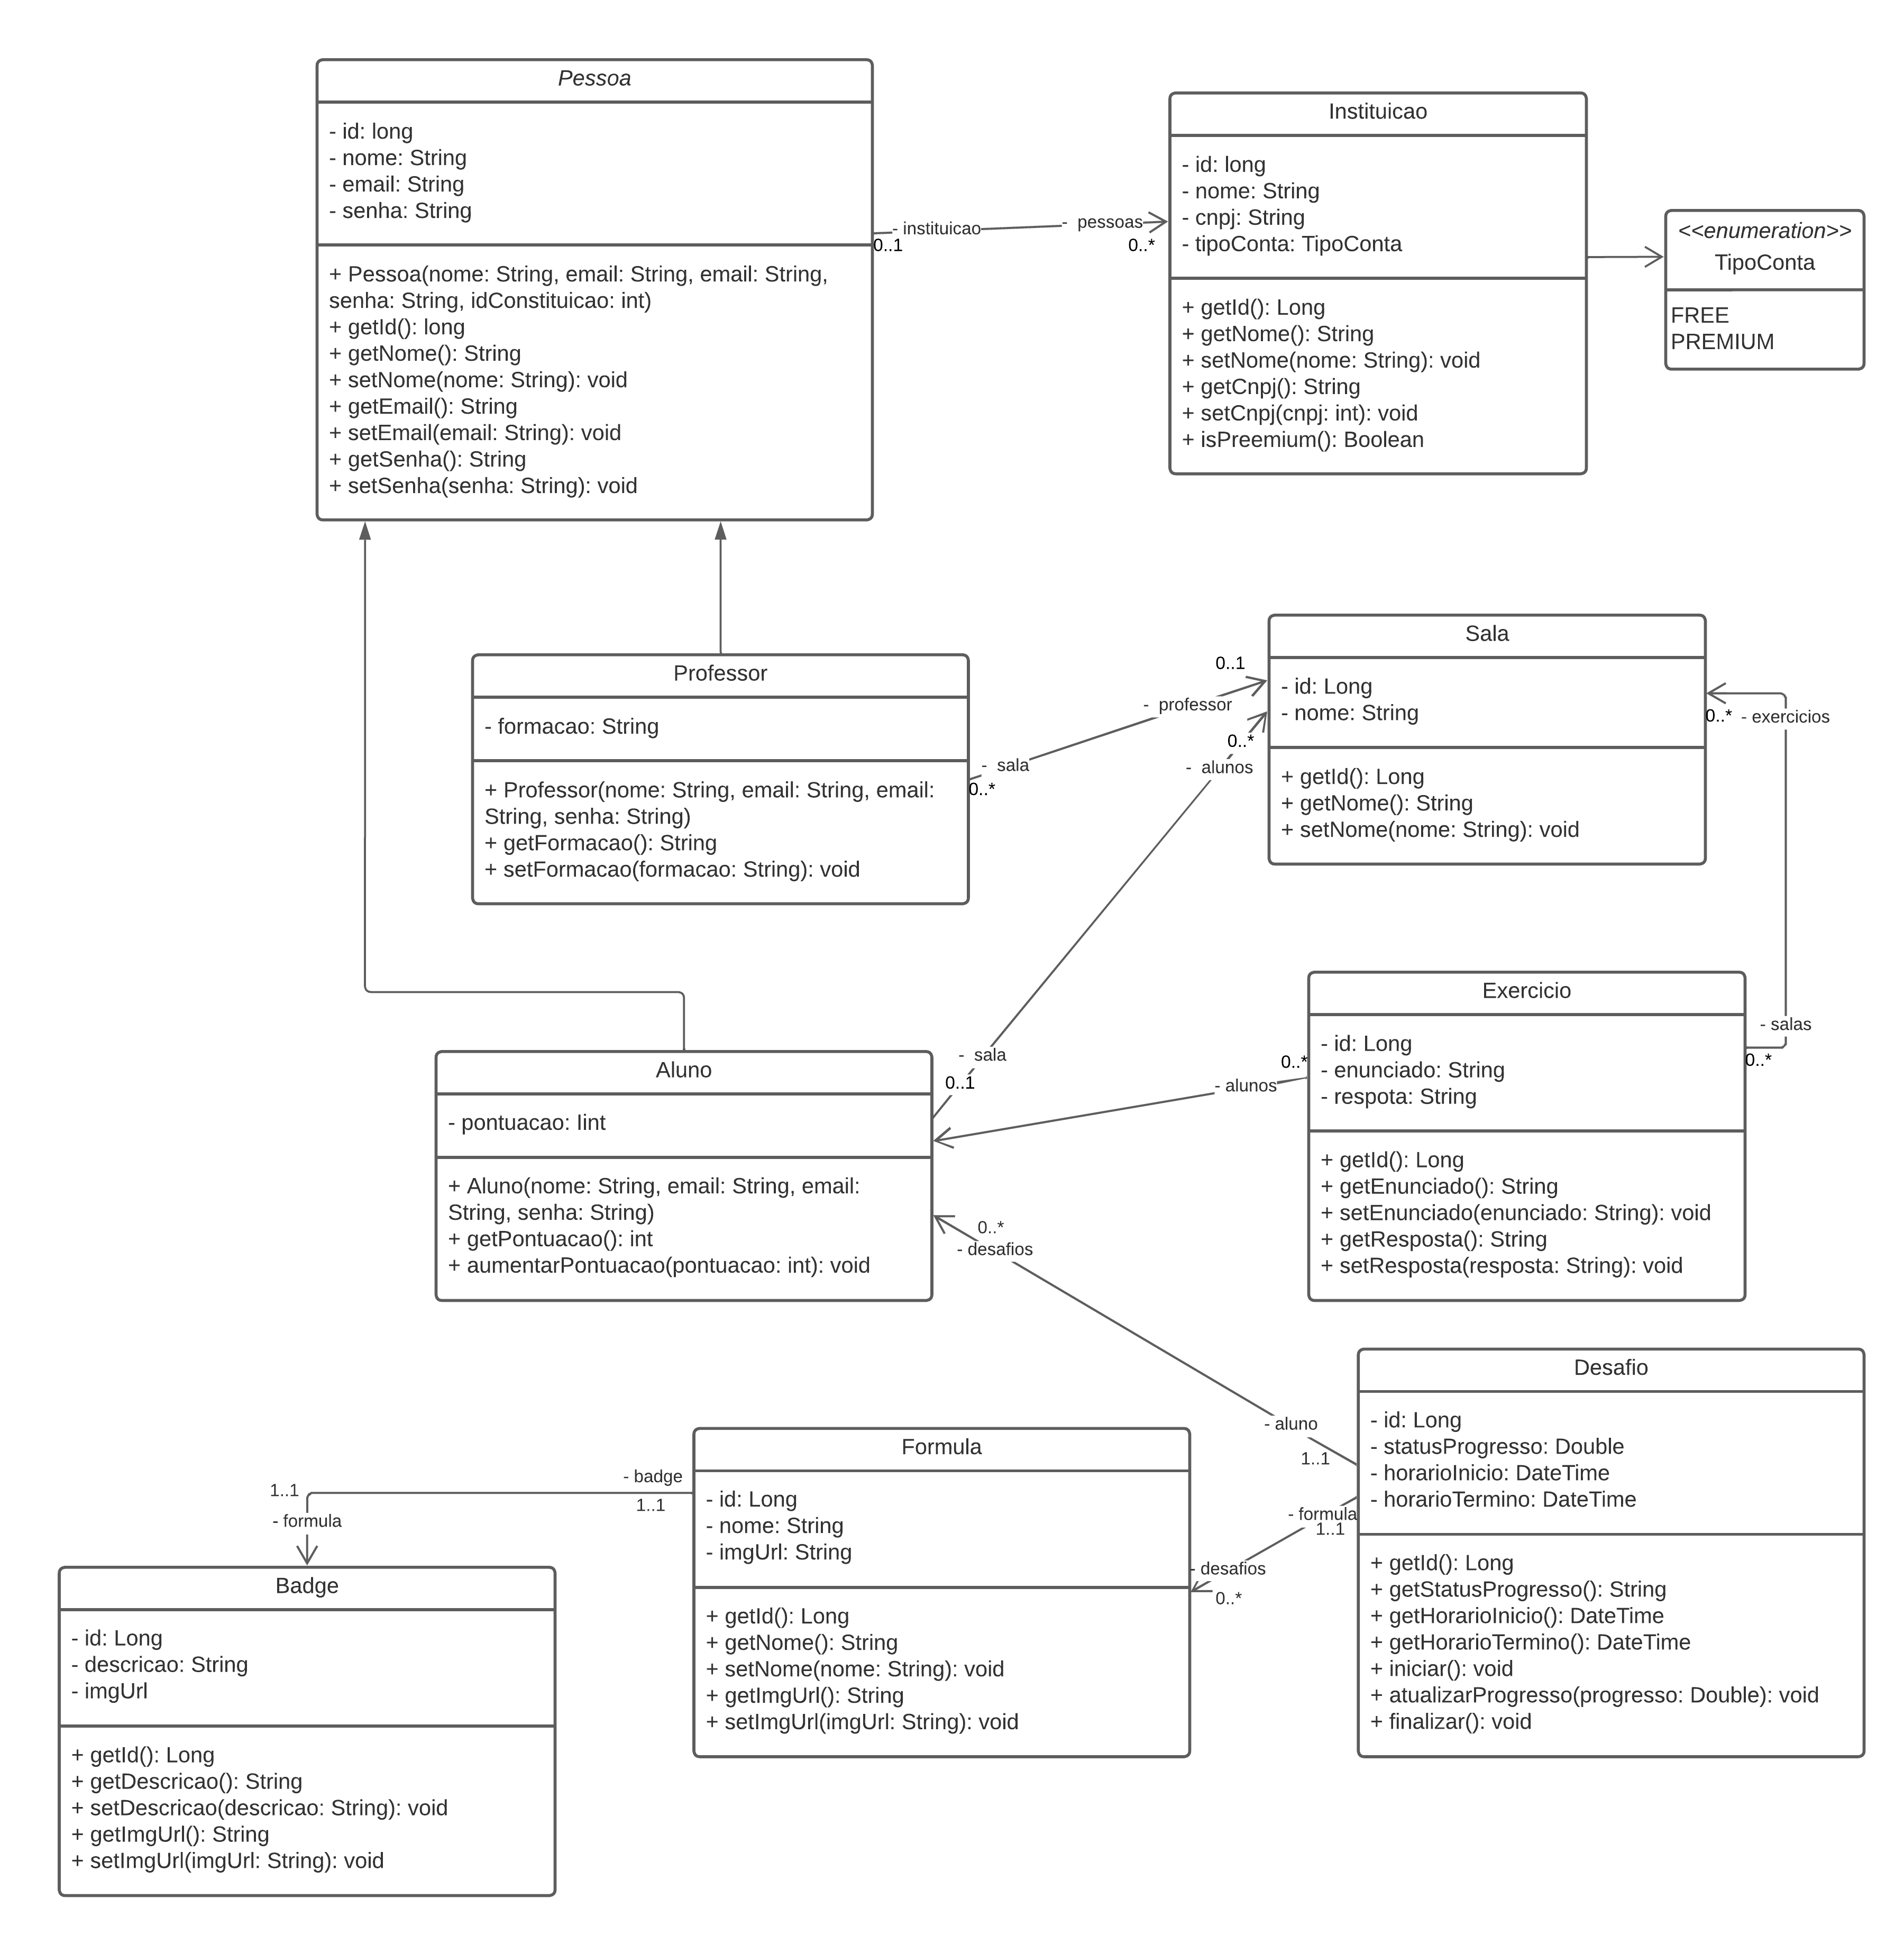 Pessoa
- id: long
- nome: String
- email: String
- senha: String
+ Pessoa(nome: String, email: String, email: String,
senha: String, idConstituicao: int)
+ getId(): long
+ getNome(): String
+ setNome(nome: String): void
+ getEmail(): String
+ setEmail(email: String): void
+ getSenha(): String
+ setSenha(senha: String): void
- instituicao
0..1
- pessoas
0..*
Instituicao
- id: long
- nome: String
- cnpj: String
- tipoConta: TipoConta
+ getId(): Long
+ getNome(): String
+ setNome(nome: String): void
+ getCnpj(): String
+ setCnpj(cnpj: int): void
+ isPreemium(): Boolean
<<enumeration>>
TipoConta
FREE
PREMIUM
Professor
- formacao: String
+ Professor(nome: String, email: String, email:
String, senha: String)
+ getFormacao(): String
+ setFormacao(formacao: String): void
- sala
0..*
0..1
- professor
0..*
- alunos
Sala
- id: Long
- nome: String
+ getId(): Long
+ getNome(): String
+ setNome(nome: String): void
0..*
- exercicios
- salas
0..*
Aluno
- pontuacao: Iint
+ Aluno(nome: String, email: String, email:
String, senha: String)
+ getPontuacao(): int
+ aumentarPontuacao(pontuacao: int): void
- sala
0..1
0..*
- alunos
Exercicio
- id: Long
- enunciado: String
- respota: String
+ getId(): Long
+ getEnunciado(): String
+ setEnunciado(enunciado: String): void
+ getResposta(): String
+ setResposta(resposta: String): void
0..*
- desafios
- aluno
1..1
Desafio
- id: Long
- statusProgresso: Double
- horarioInicio: DateTime
- horarioTermino: DateTime
+ getId(): Long
+ getStatusProgresso(): String
+ getHorarioInicio(): DateTime
+ getHorarioTermino(): DateTime
+ iniciar(): void
+ atualizarProgresso(progresso: Double): void
+ finalizar(): void
- formula
1..1
- desafios
0..*
Formula
- id: Long
- nome: String
- imgUrl: String
+ getId(): Long
+ getNome(): String
+ setNome(nome: String): void
+ getImgUrl(): String
+ setImgUrl(imgUrl: String): void
- badge
1..1
1..1
- formula
Badge
- id: Long
- descricao: String
- imgUrl
+ getId(): Long
+ getDescricao(): String
+ setDescricao(descricao: String): void
+ getImgUrl(): String
+ setImgUrl(imgUrl: String): void